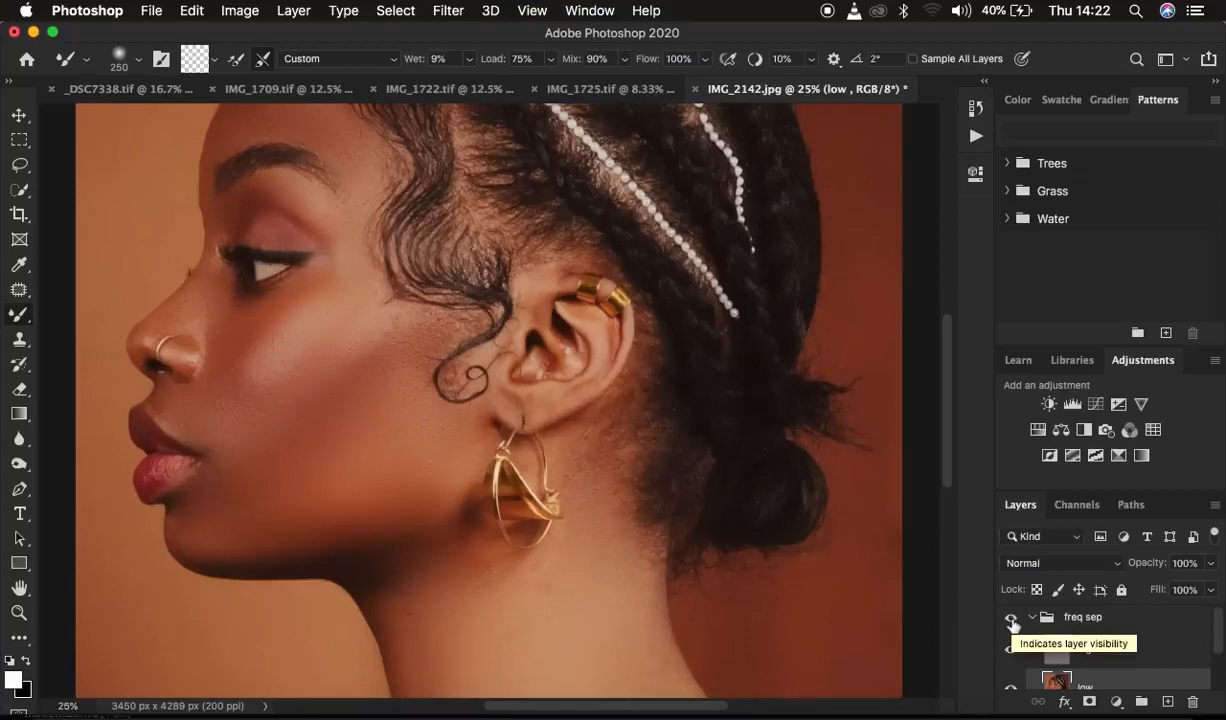 Photoshop File Edit Image Layer Type Select Filter 3D View Window Help 40% Thu 14:22
Adobe Photoshop 2020
250 Custom Wet: 9% Load: 75% Mix: 90% Flow: 100% 10% 2° Sample All Layers
_DSC7338.tif @ 16.7% ... IMG_1709.tif @ 12.5% ... IMG_1722.tif @ 12.5% ... IMG_1725.tif @ 8.33% ... IMG_2142.jpg @ 25% (low , RGB/8*) *
Color Swatche Gradien Patterns
Trees
Grass
Water
Learn Libraries Adjustments
Add an adjustment
Layers Channels Paths
Kind
Normal Opacity: 100%
Lock: Fill: 100%
freq sep
Indicates layer visibility
low
25% 3450 px x 4289 px (200 ppi)